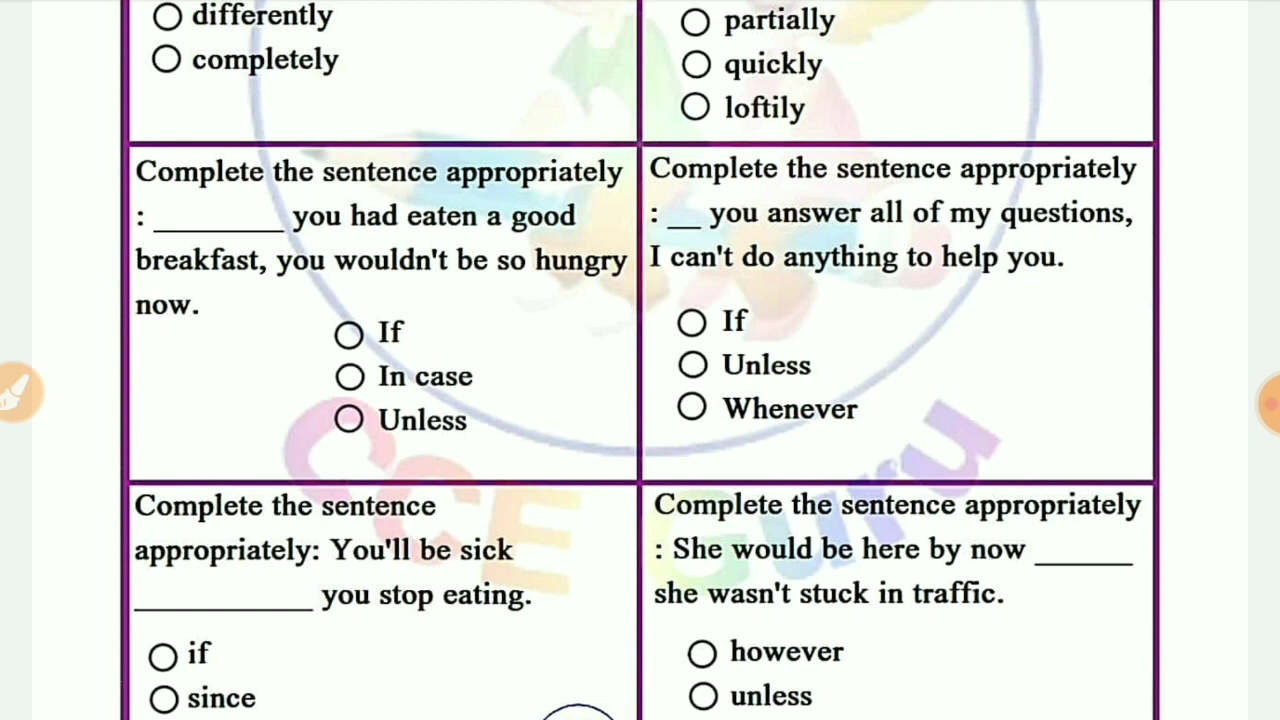 differently
completely
partially
quickly
loftily
Complete the sentence appropriately
: _________ you had eaten a good
breakfast, you wouldn't be so hungry
now.
If
In case
Unless
Complete the sentence appropriately
: __ you answer all of my questions,
I can't do anything to help you.
If
Unless
Whenever
Complete the sentence
appropriately: You'll be sick
____________ you stop eating.
if
since
Complete the sentence appropriately
: She would be here by now _______
she wasn't stuck in traffic.
however
unless
CCE Guru